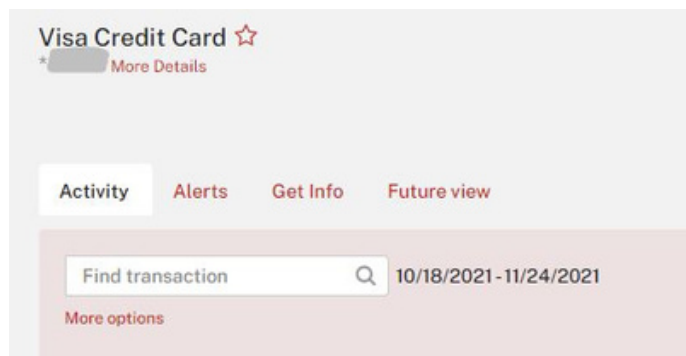 Visa Credit Card
* More Details
Activity Alerts Get Info Future view
Find transaction 10/18/2021-11/24/2021
More options